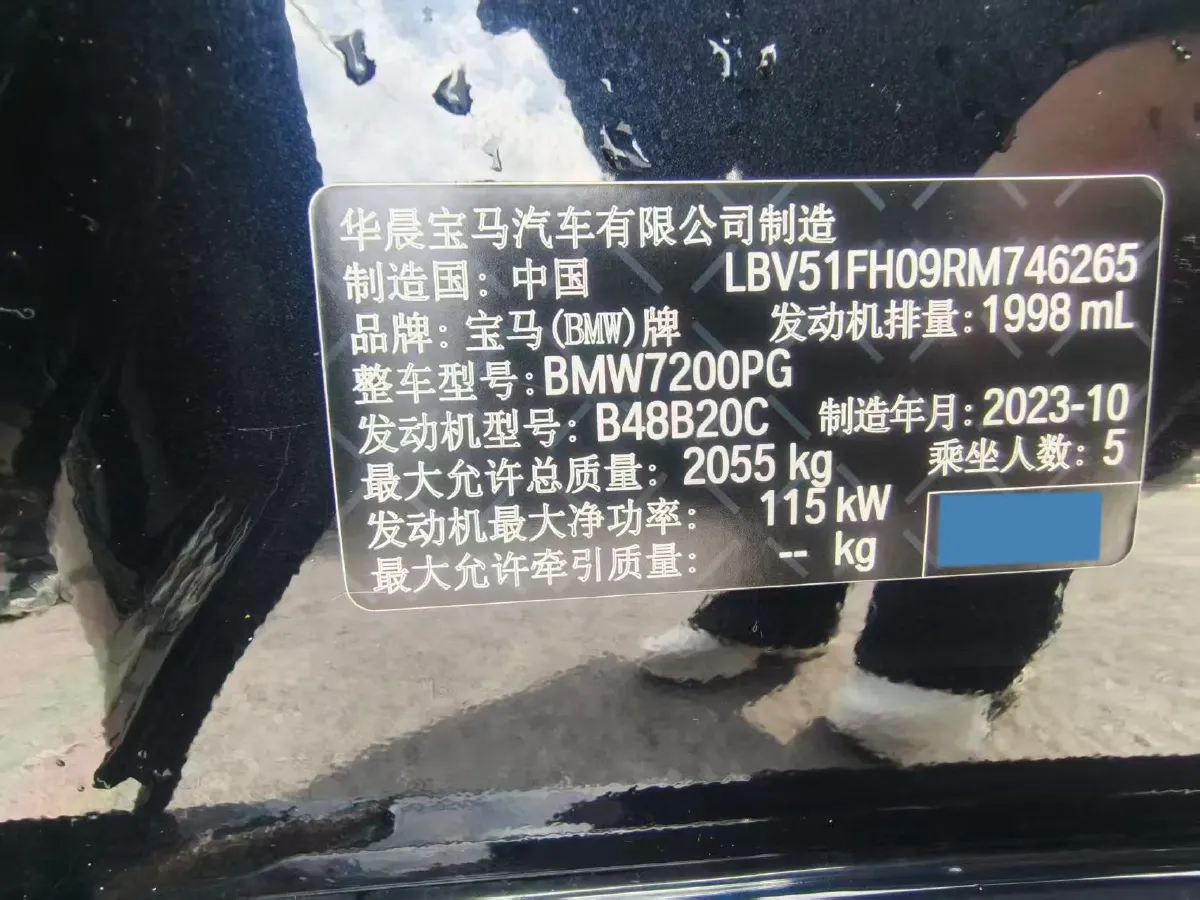 华晨宝马汽车有限公司制造
制造国: 中国 LBV51FH09RM746265
品牌: 宝马(BMW)牌 发动机排量: 1998 mL
整车型号: BMW7200PG
发动机型号: B48B20C 制造年月: 2023-10
最大允许总质量: 2055 kg 乘坐人数: 5
发动机最大净功率: 115 kW
最大允许牵引质量: -- kg